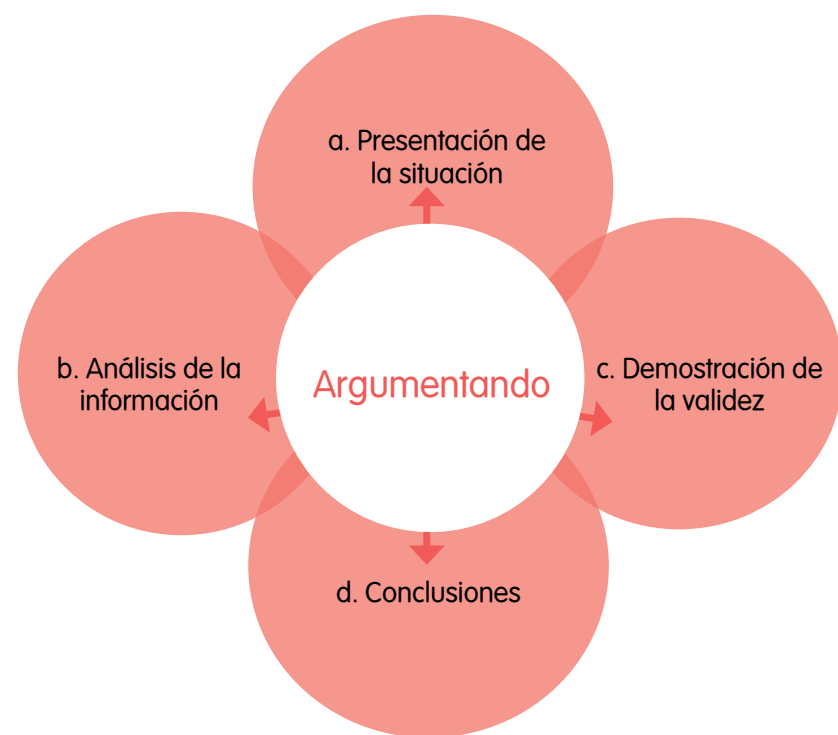 a. Presentación de
la situación
b. Análisis de la
información
Argumentando
c. Demostración de
la validez
d. Conclusiones